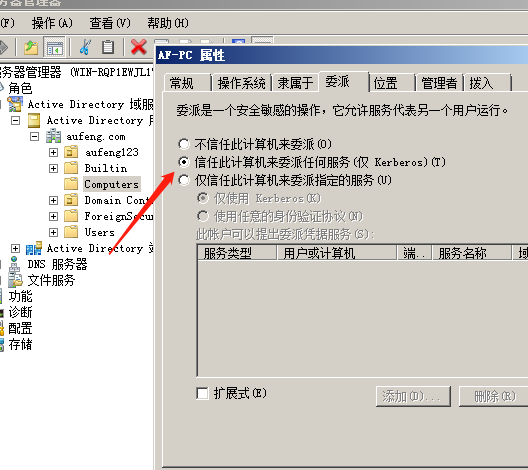 (F) 操作(A) 查看(V) 帮助(H)
服务器管理器 (WIN-RQP1EWJL1
角色
Active Directory 域服
Active Directory 用
aufeng.com
aufeng123
Builtin
Computers
Domain Cont
ForeignSecu
Users
Active Directory 站
DNS 服务器
文件服务
功能
诊断
配置
存储
AF-PC 属性
常规 操作系统 隶属于 委派 位置 管理者 拨入
委派是一个安全敏感的操作，它允许服务代表另一个用户运行。
不信任此计算机来委派(O)
信任此计算机来委派任何服务(仅 Kerberos)(T)
仅信任此计算机来委派指定的服务(U)
仅使用 Kerberos(K)
使用任意的身份验证协议(N)
此帐户可以提出委派凭据服务(S):
服务类型 用户或计算机 端.. 服务名称 域
扩展式(E)
添加(D)... 删除(R)